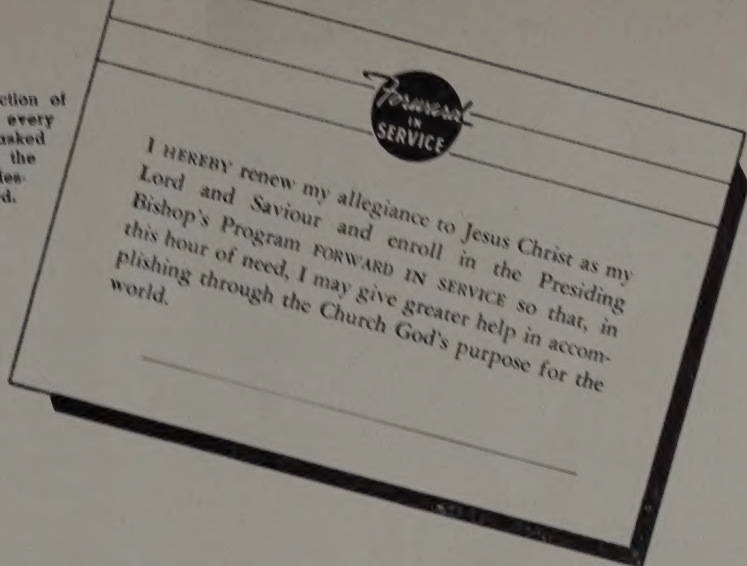 ction of
every
asked
the
d.
Forward
IN
SERVICE
I HEREBY renew my allegiance to Jesus Christ as my
Lord and Saviour and enroll in the Presiding
Bishop's Program FORWARD IN SERVICE so that, in
this hour of need, I may give greater help in accom-
plishing through the Church God's purpose for the
world.